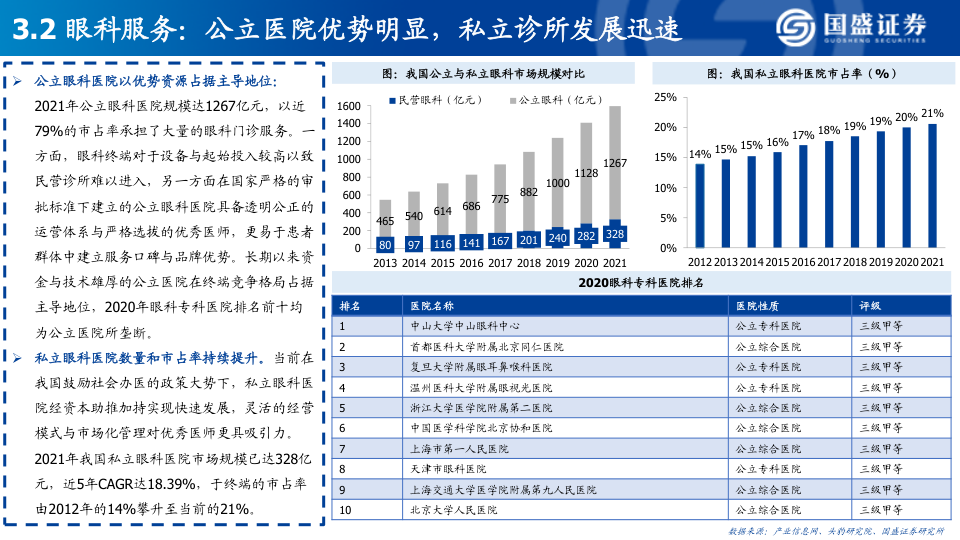 3.2 眼科服务：公立医院优势明显，私立诊所发展迅速
国盛证券
GUOSHENG SECURITIES
➢ 公立眼科医院以优势资源占据主导地位：
2021年公立眼科医院规模达1267亿元，以近
79%的市占率承担了大量的眼科门诊服务。一
方面，眼科终端对于设备与起始投入较高以致
民营诊所难以进入，另一方面在国家严格的审
批标准下建立的公立眼科医院具备透明公正的
运营体系与严格选拔的优秀医师，更易于患者
群体中建立服务口碑与品牌优势。长期以来资
金与技术雄厚的公立医院在终端竞争格局占据
主导地位，2020年眼科专科医院排名前十均
为公立医院所垄断。
➢ 私立眼科医院数量和市占率持续提升。当前在
我国鼓励社会办医的政策大势下，私立眼科医
院经资本助推加持实现快速发展，灵活的经营
模式与市场化管理对优秀医师更具吸引力。
2021年我国私立眼科医院市场规模已达328亿
元，近5年CAGR达18.39%，于终端的市占率
由2012年的14%攀升至当前的21%。
图：我国公立与私立眼科市场规模对比
民营眼科（亿元） 公立眼科（亿元）
1600
1400
1200
1000
800
600
400
200
0
465 540 614 686 775 882 1000 1128 1267
80 97 116 141 167 201 240 282 328
2013 2014 2015 2016 2017 2018 2019 2020 2021
图：我国私立眼科医院市占率（%）
25%
20%
15%
10%
5%
0%
14% 15% 15% 16% 17% 18% 19% 19% 20% 21%
2012 2013 2014 2015 2016 2017 2018 2019 2020 2021
2020眼科专科医院排名
排名 医院名称 医院性质 评级
1 中山大学中山眼科中心 公立专科医院 三级甲等
2 首都医科大学附属北京同仁医院 公立综合医院 三级甲等
3 复旦大学附属眼耳鼻喉科医院 公立专科医院 三级甲等
4 温州医科大学附属眼视光医院 公立专科医院 三级甲等
5 浙江大学医学院附属第二医院 公立综合医院 三级甲等
6 中国医学科学院北京协和医院 公立综合医院 三级甲等
7 上海市第一人民医院 公立综合医院 三级甲等
8 天津市眼科医院 公立专科医院 三级甲等
9 上海交通大学医学院附属第九人民医院 公立综合医院 三级甲等
10 北京大学人民医院 公立综合医院 三级甲等
数据来源：产业信息网、头豹研究院、国盛证券研究所